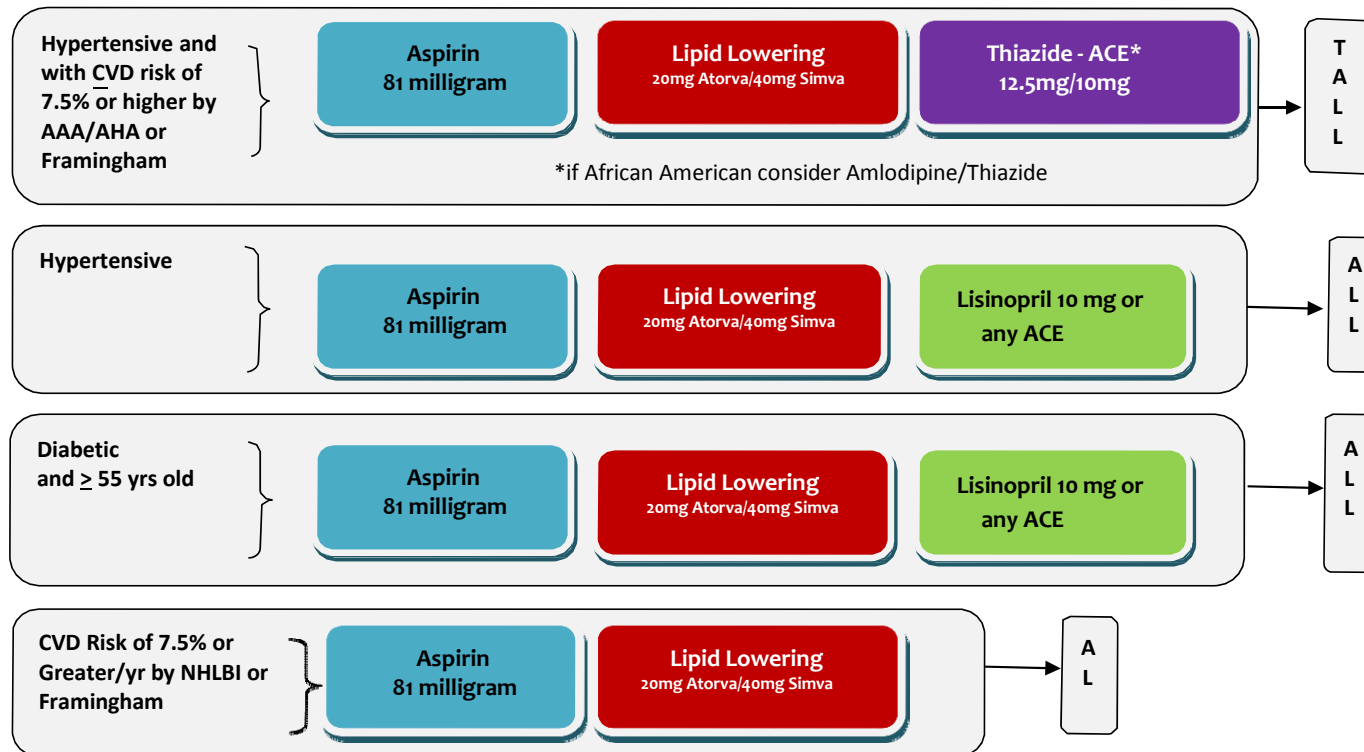 Hypertensive and
with CVD risk of
7.5% or higher by
AAA/AHA or
Framingham
Aspirin
81 milligram
Lipid Lowering
20mg Atorva/40mg Simva
Thiazide - ACE*
12.5mg/10mg
*if African American consider Amlodipine/Thiazide
T
A
L
L
Hypertensive
Aspirin
81 milligram
Lipid Lowering
20mg Atorva/40mg Simva
Lisinopril 10 mg or
any ACE
A
L
L
Diabetic
and ≥ 55 yrs old
Aspirin
81 milligram
Lipid Lowering
20mg Atorva/40mg Simva
Lisinopril 10 mg or
any ACE
A
L
L
CVD Risk of 7.5% or
Greater/yr by NHLBI or
Framingham
Aspirin
81 milligram
Lipid Lowering
20mg Atorva/40mg Simva
A
L